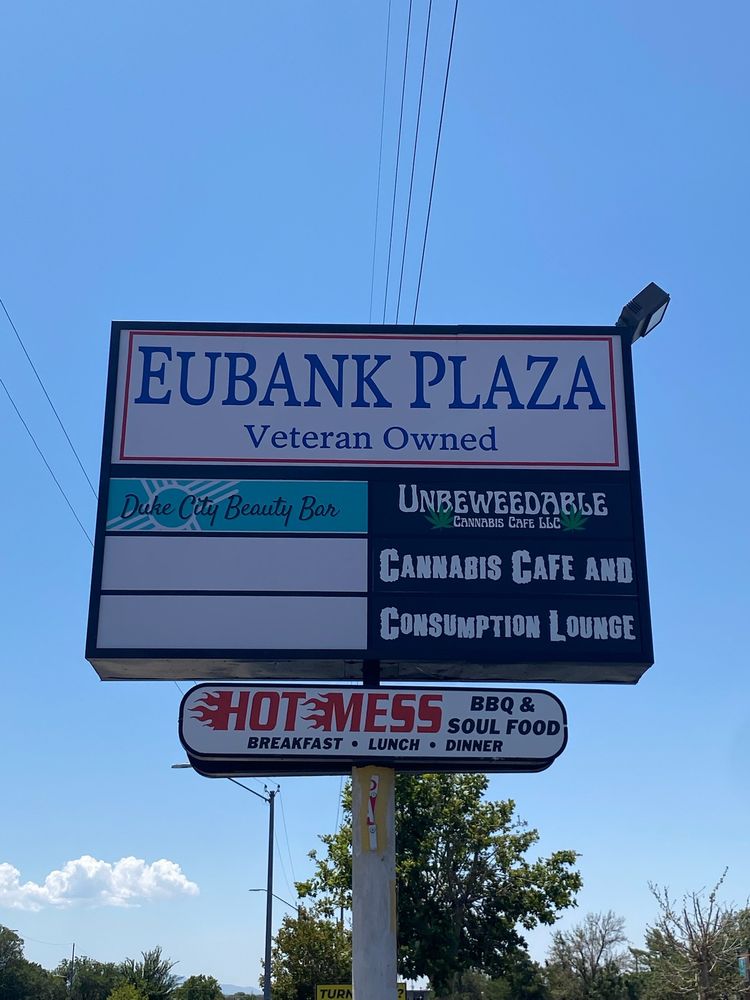 EUBANK PLAZA
Veteran Owned
Duke City Beauty Bar
UNBEWEEDABLE
CANNABIS CAFE LLC
CANNABIS CAFE AND
CONSUMPTION LOUNGE
HOT MESS
BBQ &
SOUL FOOD
BREAKFAST • LUNCH • DINNER
TURN